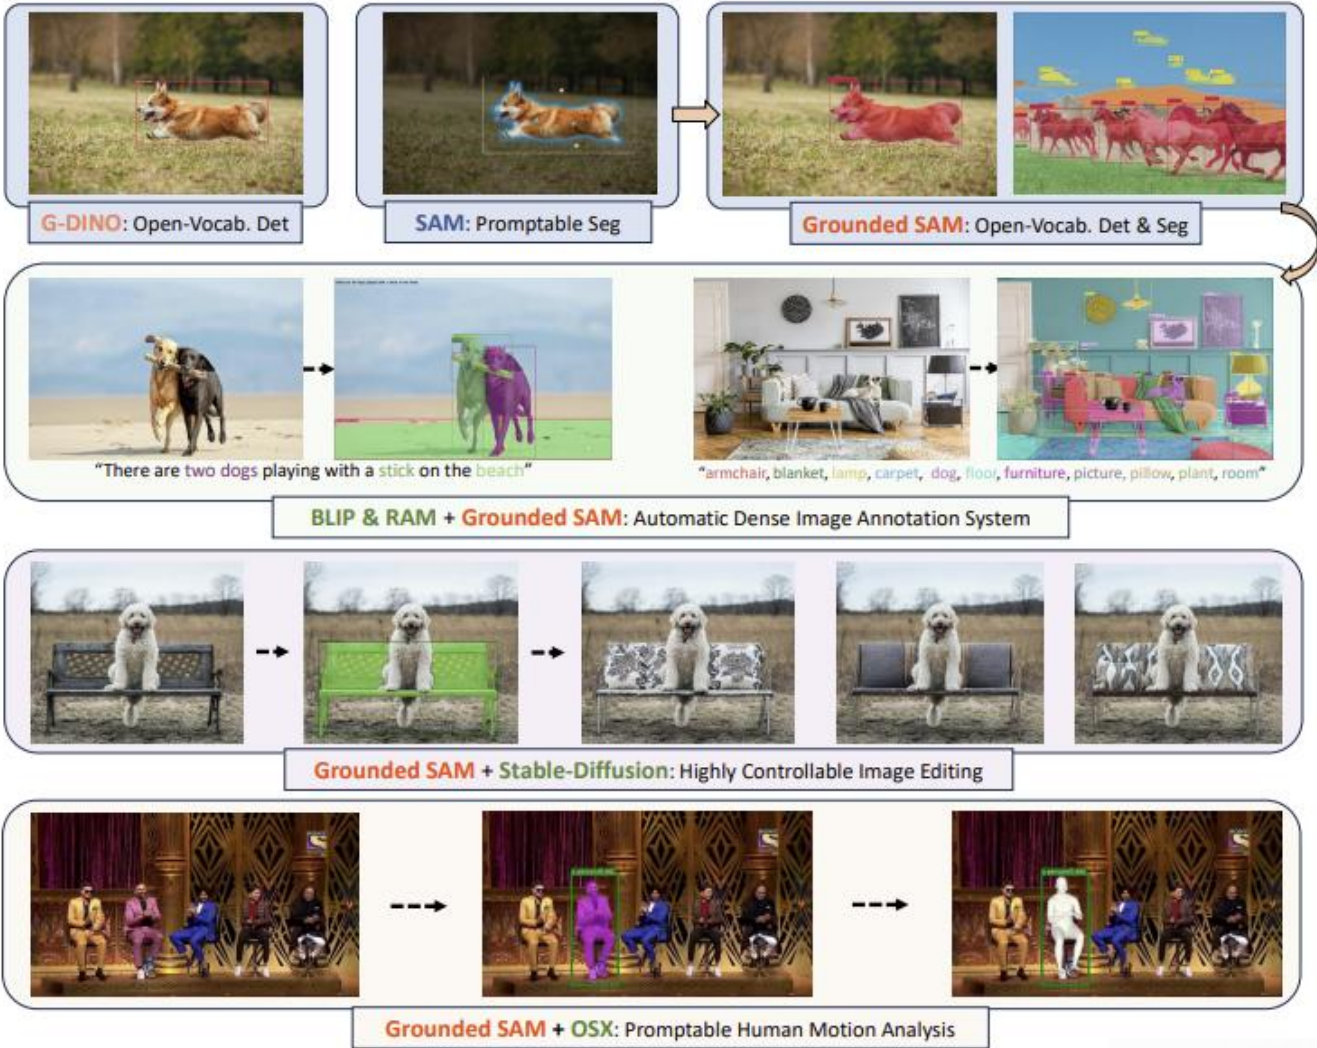 G-DINO: Open-Vocab. Det
SAM: Promptable Seg
Grounded SAM: Open-Vocab. Det & Seg
"There are two dogs playing with a stick on the beach"
"armchair, blanket, lamp, carpet, dog, floor, furniture, picture, pillow, plant, room"
BLIP & RAM + Grounded SAM: Automatic Dense Image Annotation System
Grounded SAM + Stable-Diffusion: Highly Controllable Image Editing
Grounded SAM + OSX: Promptable Human Motion Analysis